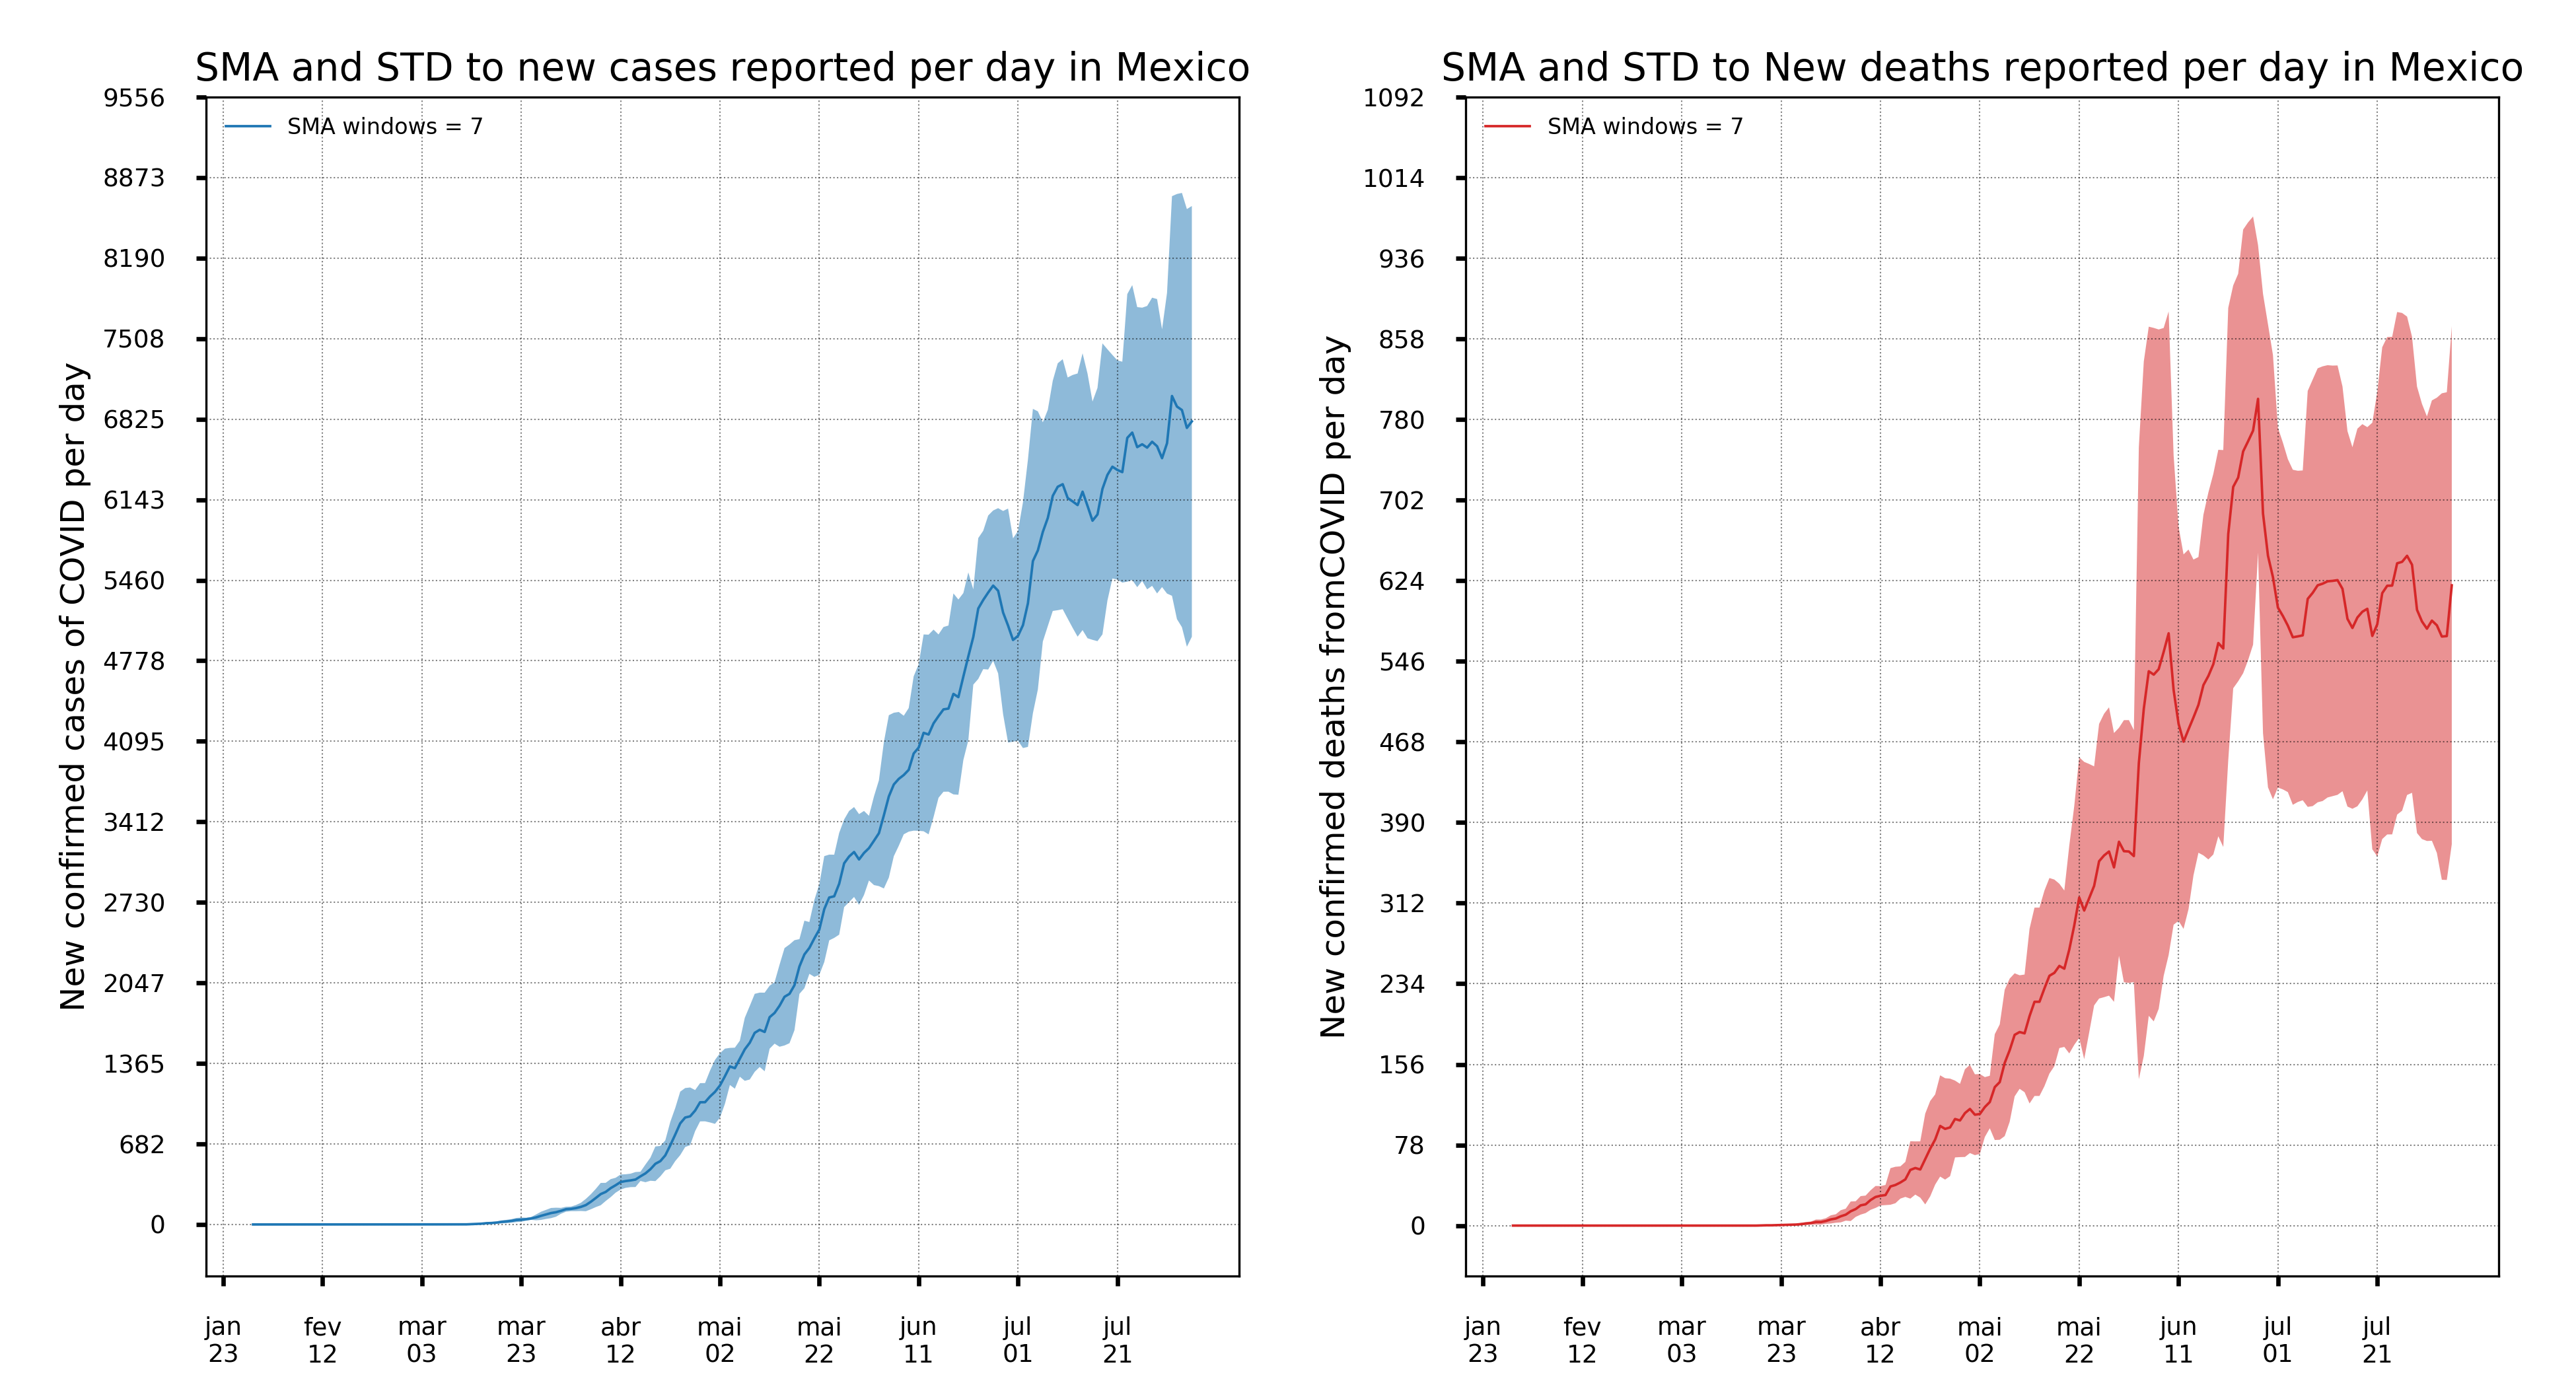 SMA and STD to new cases reported per day in Mexico
9556
8873
8190
7508
6825
6143
5460
4778
4095
3412
2730
2047
1365
682
0
New confirmed cases of COVID per day
SMA windows = 7
jan 23
fev 12
mar 03
mar 23
abr 12
mai 02
mai 22
jun 11
jul 01
jul 21
SMA and STD to New deaths reported per day in Mexico
1092
1014
936
858
780
702
624
546
468
390
312
234
156
78
0
New confirmed deaths fromCOVID per day
SMA windows = 7
jan 23
fev 12
mar 03
mar 23
abr 12
mai 02
mai 22
jun 11
jul 01
jul 21